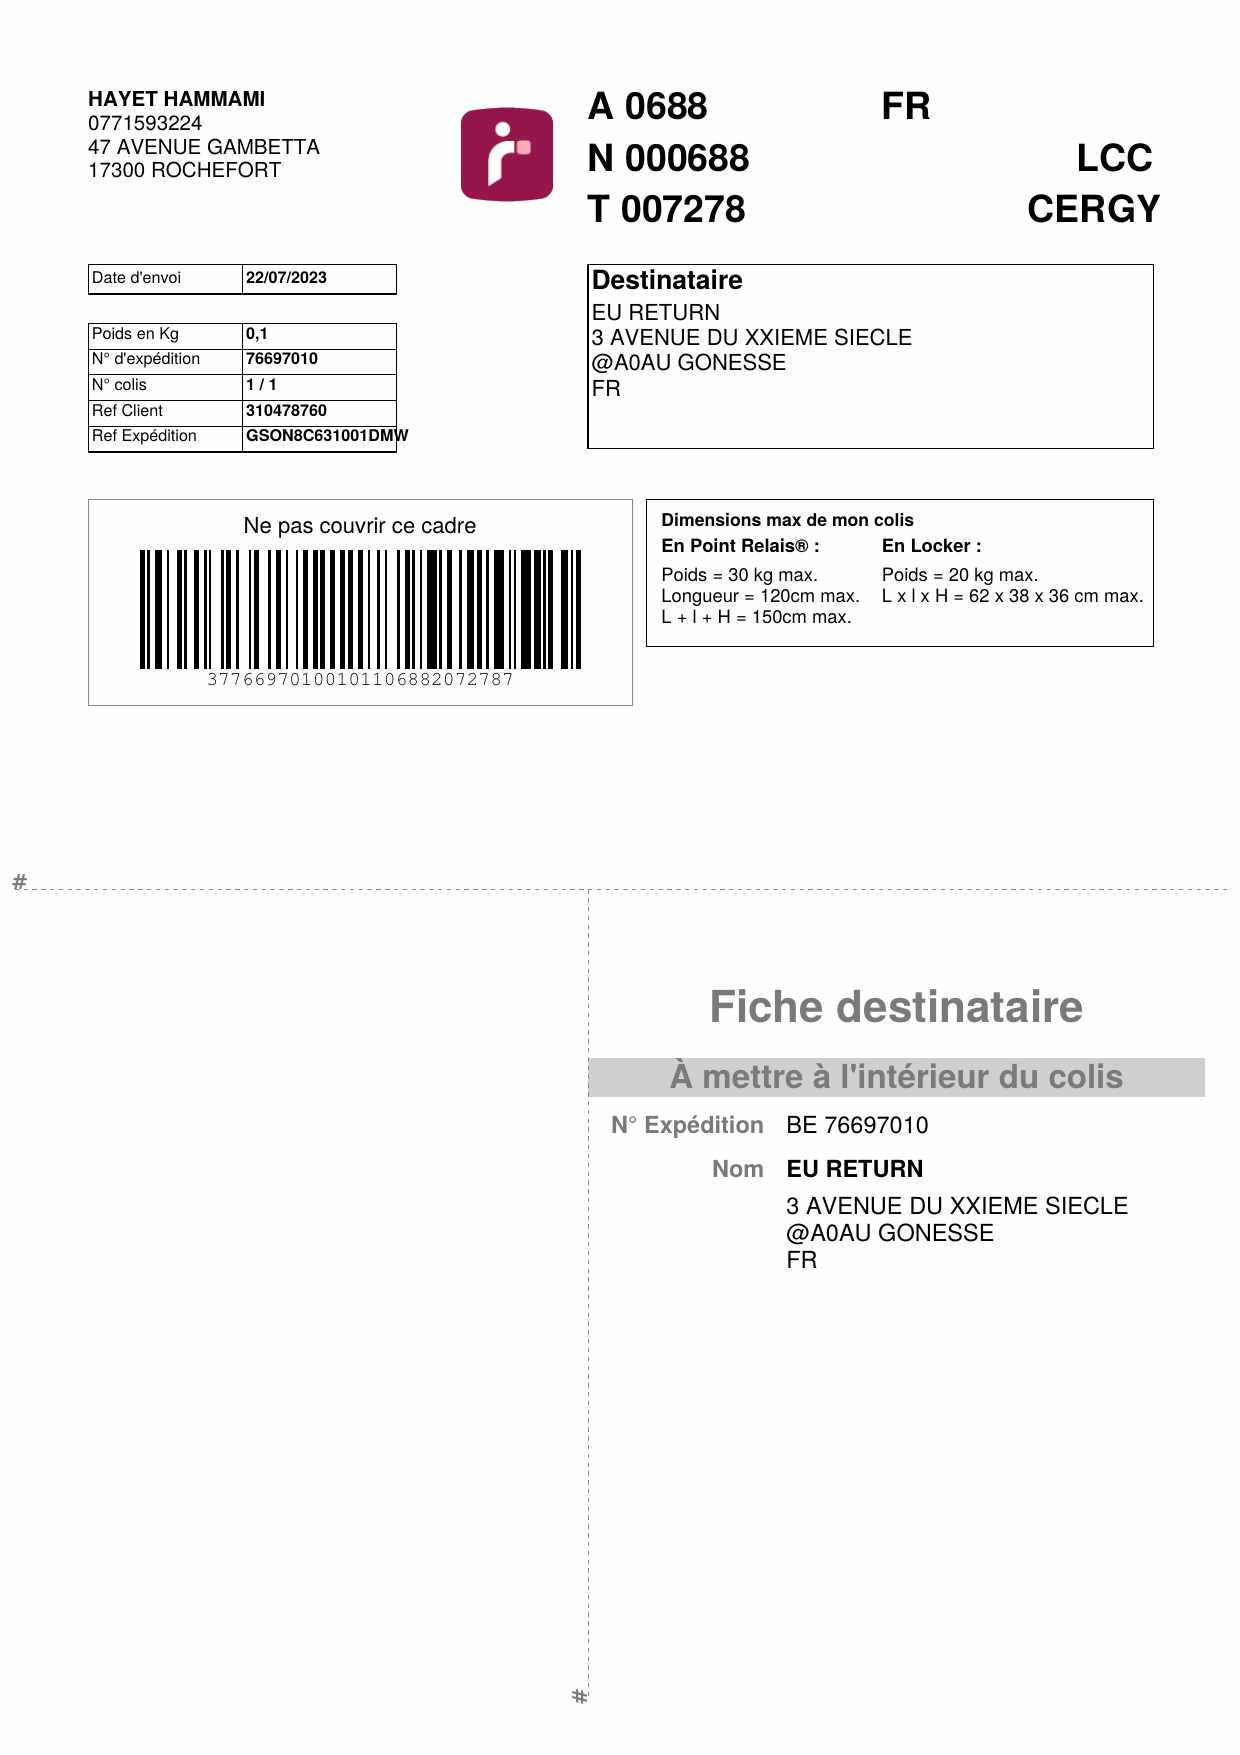 HAYET HAMMAMI
0771593224
47 AVENUE GAMBETTA
17300 ROCHEFORT
A 0688 FR
N 000688 LCC
T 007278 CERGY
Date d'envoi 22/07/2023
Poids en Kg 0,1
N° d'expédition 76697010
N° colis 1 / 1
Ref Client 310478760
Ref Expédition GSON8C631001DMW
Destinataire
EU RETURN
3 AVENUE DU XXIEME SIECLE
@A0AU GONESSE
FR
Ne pas couvrir ce cadre
37766970100101106882072787
Dimensions max de mon colis
En Point Relais® : En Locker :
Poids = 30 kg max. Poids = 20 kg max.
Longueur = 120cm max. L x l x H = 62 x 38 x 36 cm max.
L + l + H = 150cm max.
#
Fiche destinataire
À mettre à l'intérieur du colis
N° Expédition BE 76697010
Nom EU RETURN
3 AVENUE DU XXIEME SIECLE
@A0AU GONESSE
FR
#